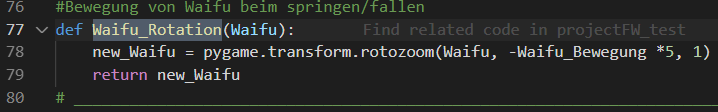 76 #Bewegung von Waifu beim springen/fallen
77 def Waifu_Rotation(Waifu): Find related code in projectFW_test
78 new_Waifu = pygame.transform.rotozoom(Waifu, -Waifu_Bewegung *5, 1)
79 return new_Waifu
80 # ______________________________________________________________